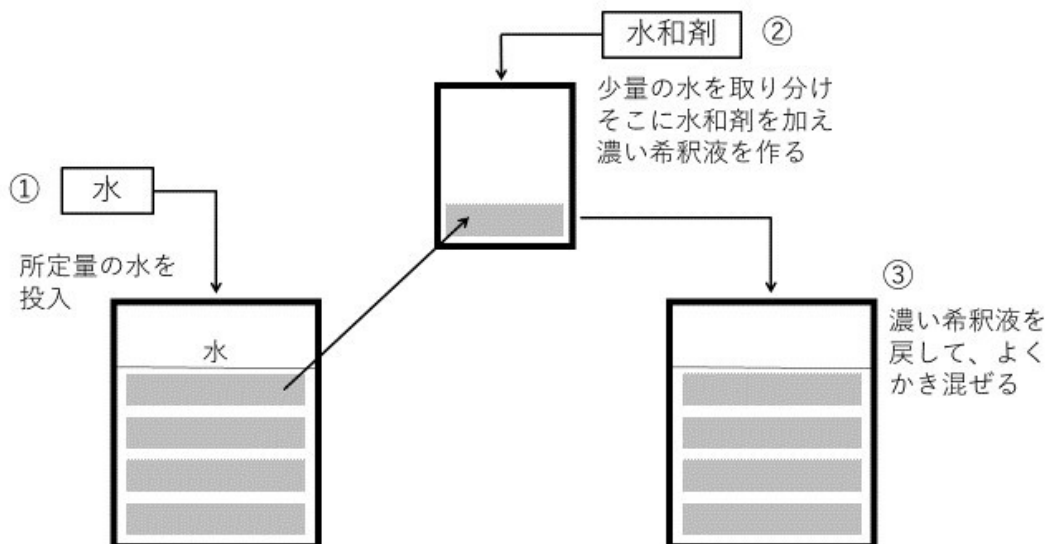 ① 水
所定量の水を
投入
水
水和剤 ②
少量の水を取り分け
そこに水和剤を加え
濃い希釈液を作る
③
濃い希釈液を
戻して、よく
かき混ぜる